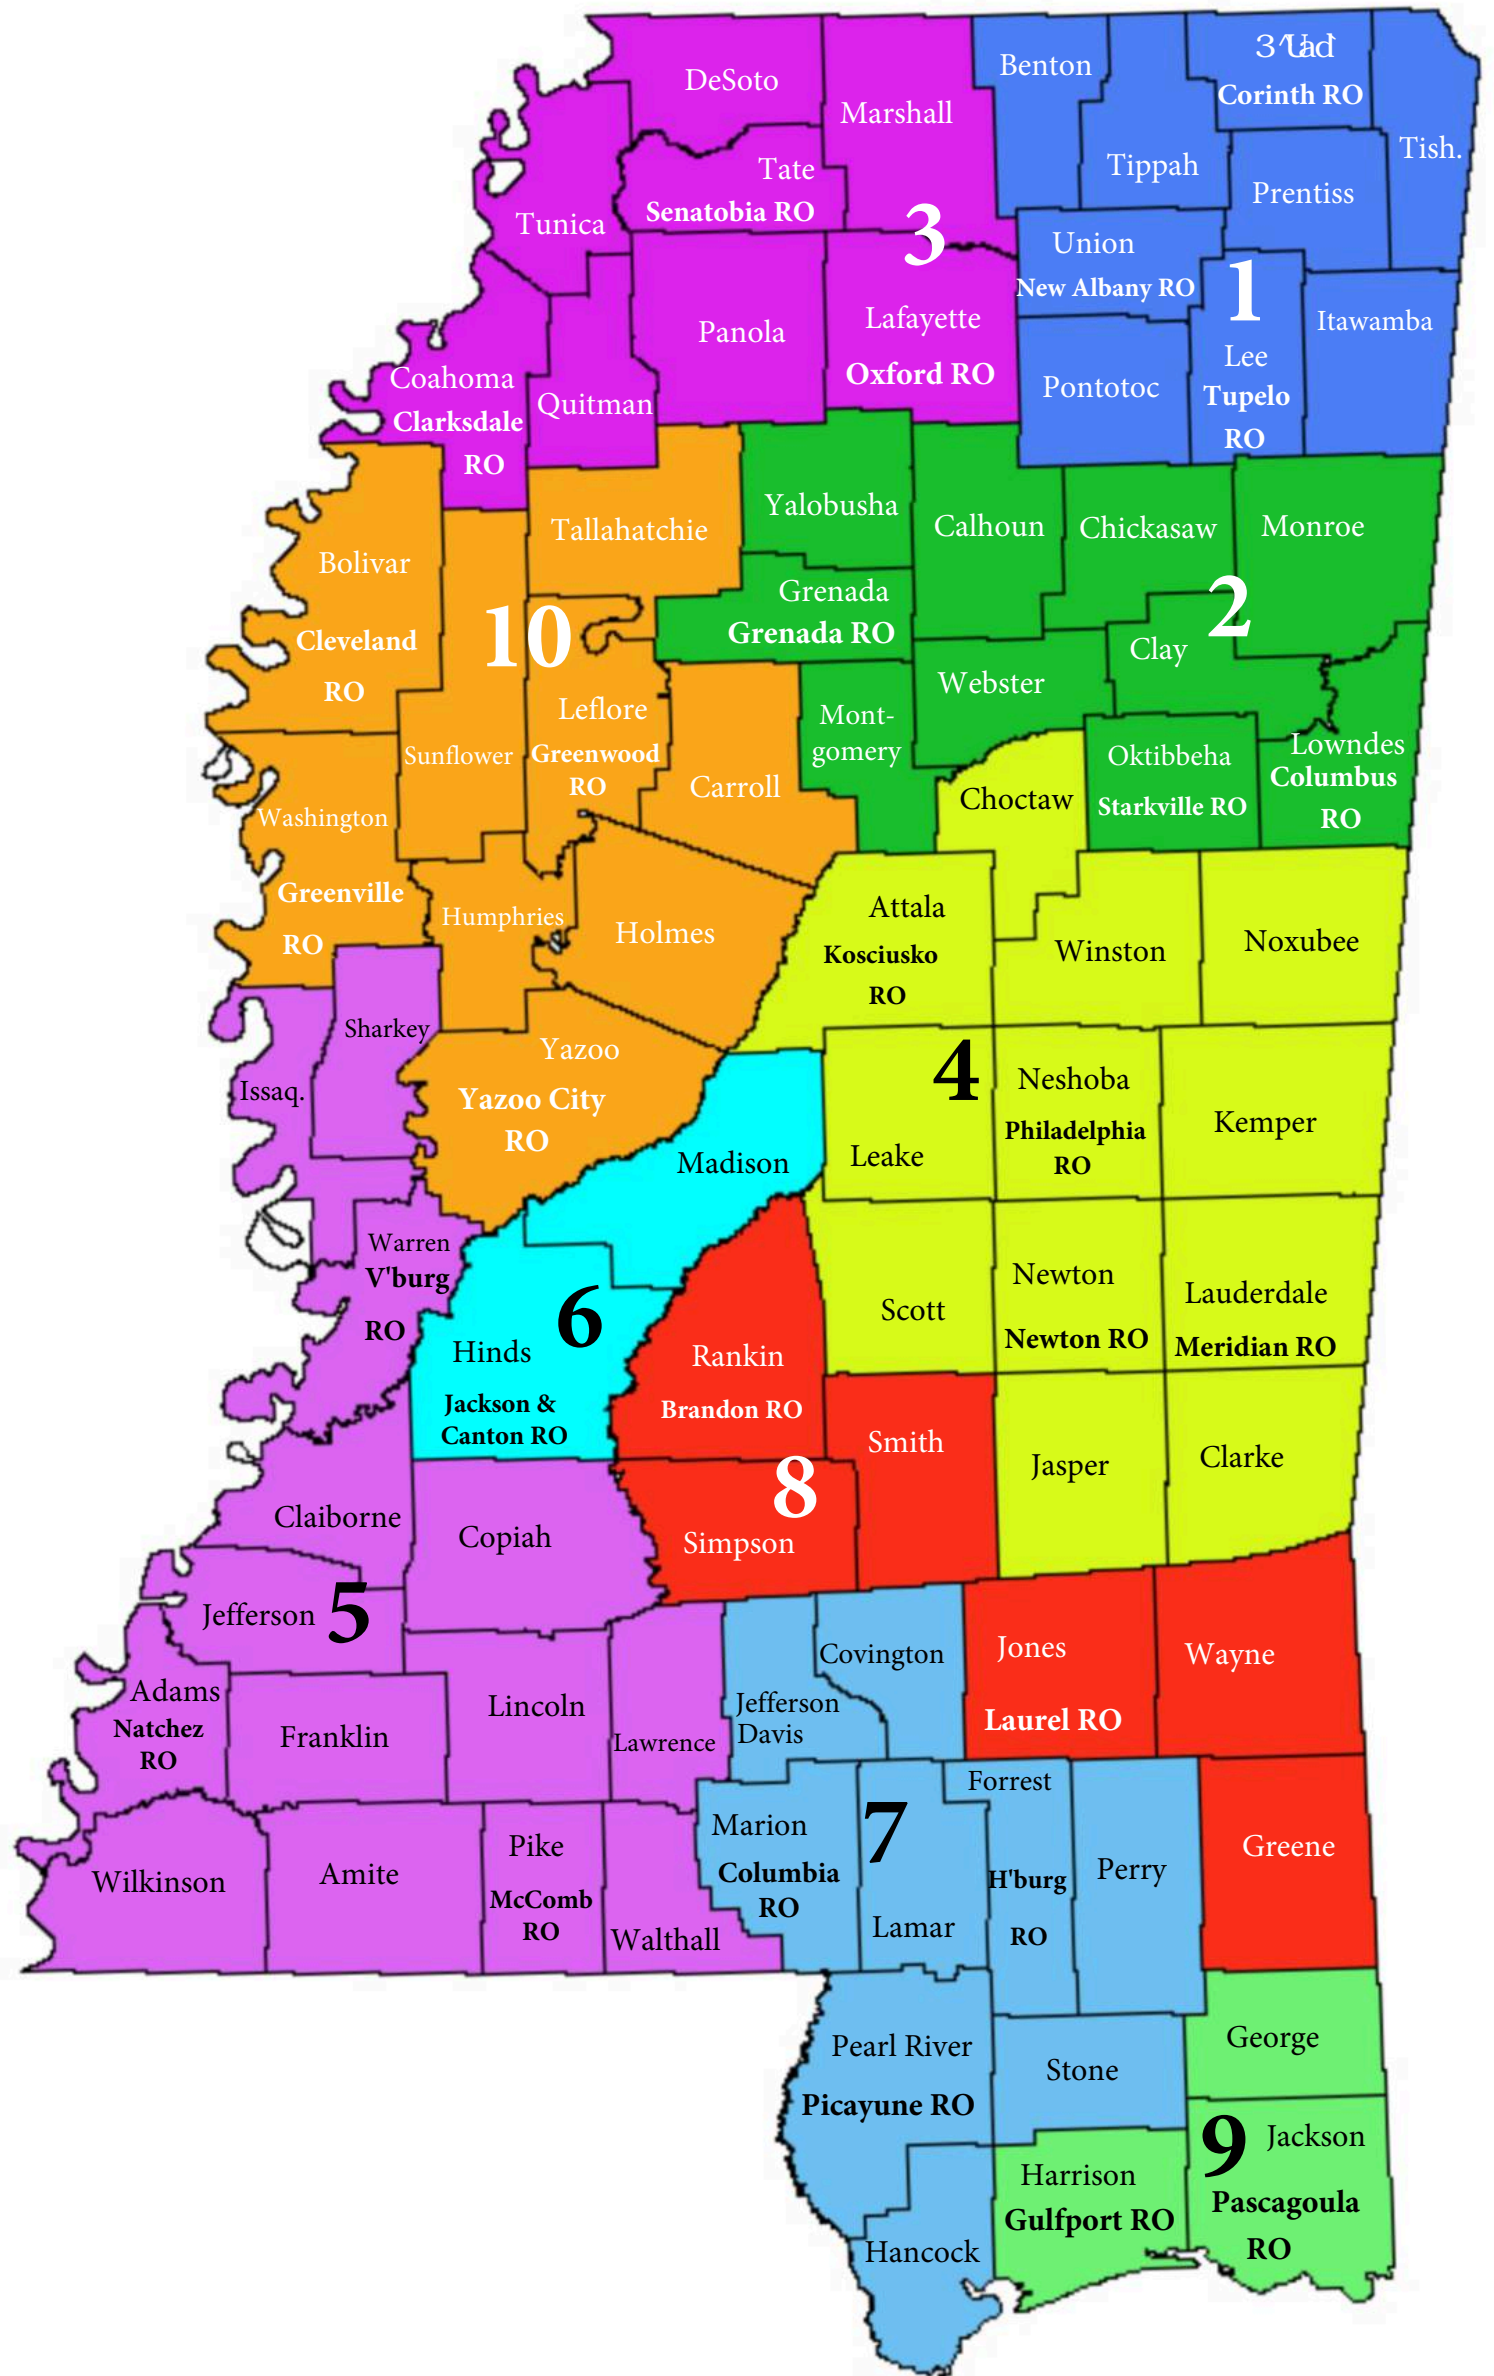 DeSoto
Marshall
Benton
Corinth RO
Tish.
Tippah
Prentiss
Tate
Senatobia RO
Tunica
3
Union
New Albany RO
1
Itawamba
Panola
Lafayette
Oxford RO
Lee
Tupelo
RO
Pontotoc
Coahoma
Clarksdale
RO
Quitman
Tallahatchie
Yalobusha
Calhoun
Chickasaw
Monroe
Bolivar
Cleveland
RO
10
Grenada
Grenada RO
2
Clay
Webster
Leflore
Greenwood
RO
Sunflower
Mont-
gomery
Carroll
Oktibbeha
Starkville RO
Lowndes
Columbus
RO
Choctaw
Washington
Greenville
RO
Humphries
Holmes
Attala
Kosciusko
RO
Winston
Noxubee
Sharkey
Issaq.
Yazoo
Yazoo City
RO
4
Neshoba
Philadelphia
RO
Kemper
Leake
Madison
Warren
V'burg
RO
6
Hinds
Jackson &
Canton RO
Rankin
Brandon RO
Scott
Newton
Newton RO
Lauderdale
Meridian RO
Smith
8
Simpson
Jasper
Clarke
Claiborne
Copiah
Jefferson
5
Covington
Jones
Laurel RO
Wayne
Adams
Natchez
RO
Franklin
Lincoln
Lawrence
Jefferson
Davis
Forrest
H'burg
RO
Marion
Columbia
RO
7
Lamar
Perry
Greene
Wilkinson
Amite
Pike
McComb
RO
Walthall
Pearl River
Picayune RO
Stone
George
9
Jackson
Pascagoula
RO
Harrison
Gulfport RO
Hancock